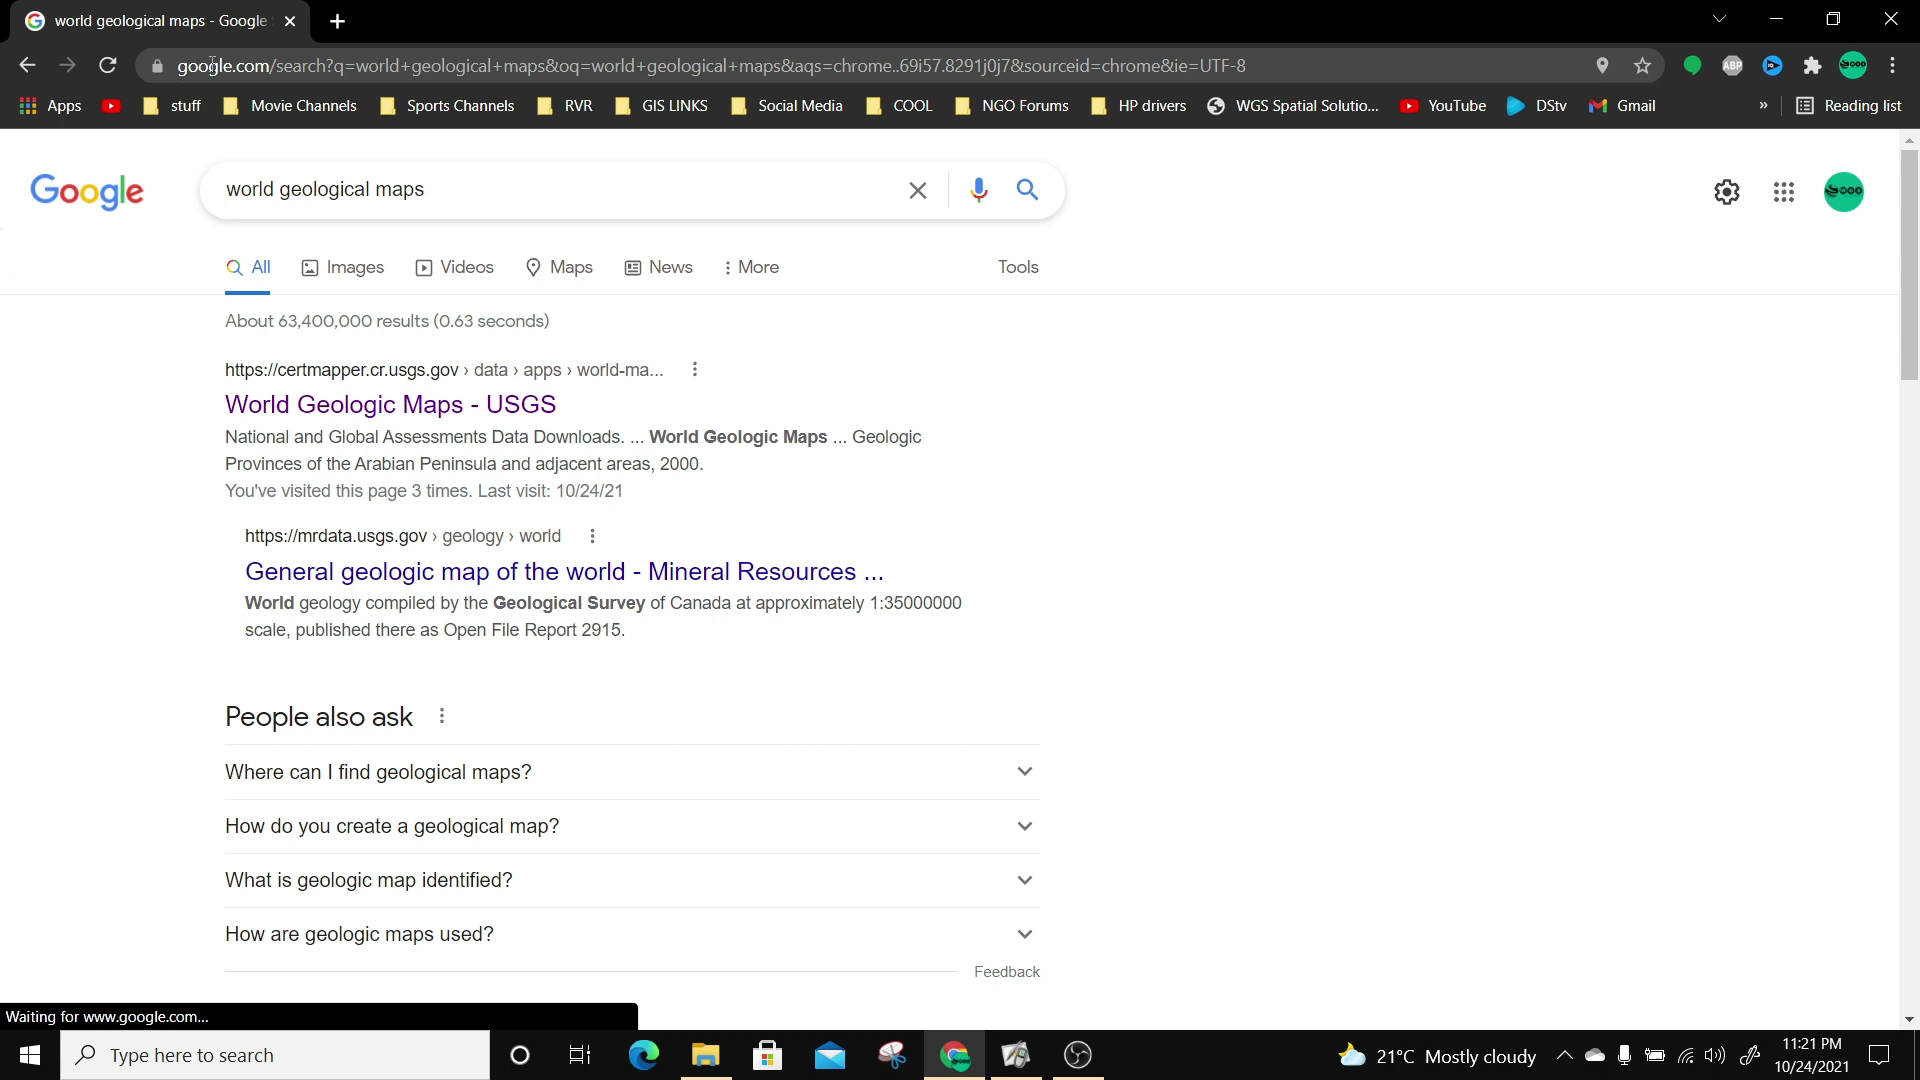 world geological maps - Google
google.com/search?q=world+geological+maps&oq=world+geological+maps&aqs=chrome..69i57.8291j0j7&sourceid=chrome&ie=UTF-8
ABP
Apps stuff Movie Channels Sports Channels RVR GIS LINKS Social Media COOL NGO Forums HP drivers WGS Spatial Solutio... YouTube DStv Gmail » Reading list
Google
world geological maps
All Images Videos Maps News More Tools
About 63,400,000 results (0.63 seconds)
https://certmapper.cr.usgs.gov › data › apps › world-ma...
World Geologic Maps - USGS
National and Global Assessments Data Downloads. ... World Geologic Maps ... Geologic
Provinces of the Arabian Peninsula and adjacent areas, 2000.
You've visited this page 3 times. Last visit: 10/24/21
https://mrdata.usgs.gov › geology › world
General geologic map of the world - Mineral Resources ...
World geology compiled by the Geological Survey of Canada at approximately 1:35000000
scale, published there as Open File Report 2915.
People also ask
Where can I find geological maps?
How do you create a geological map?
What is geologic map identified?
How are geologic maps used?
Feedback
Waiting for www.google.com...
Type here to search
21°C Mostly cloudy
11:21 PM
10/24/2021